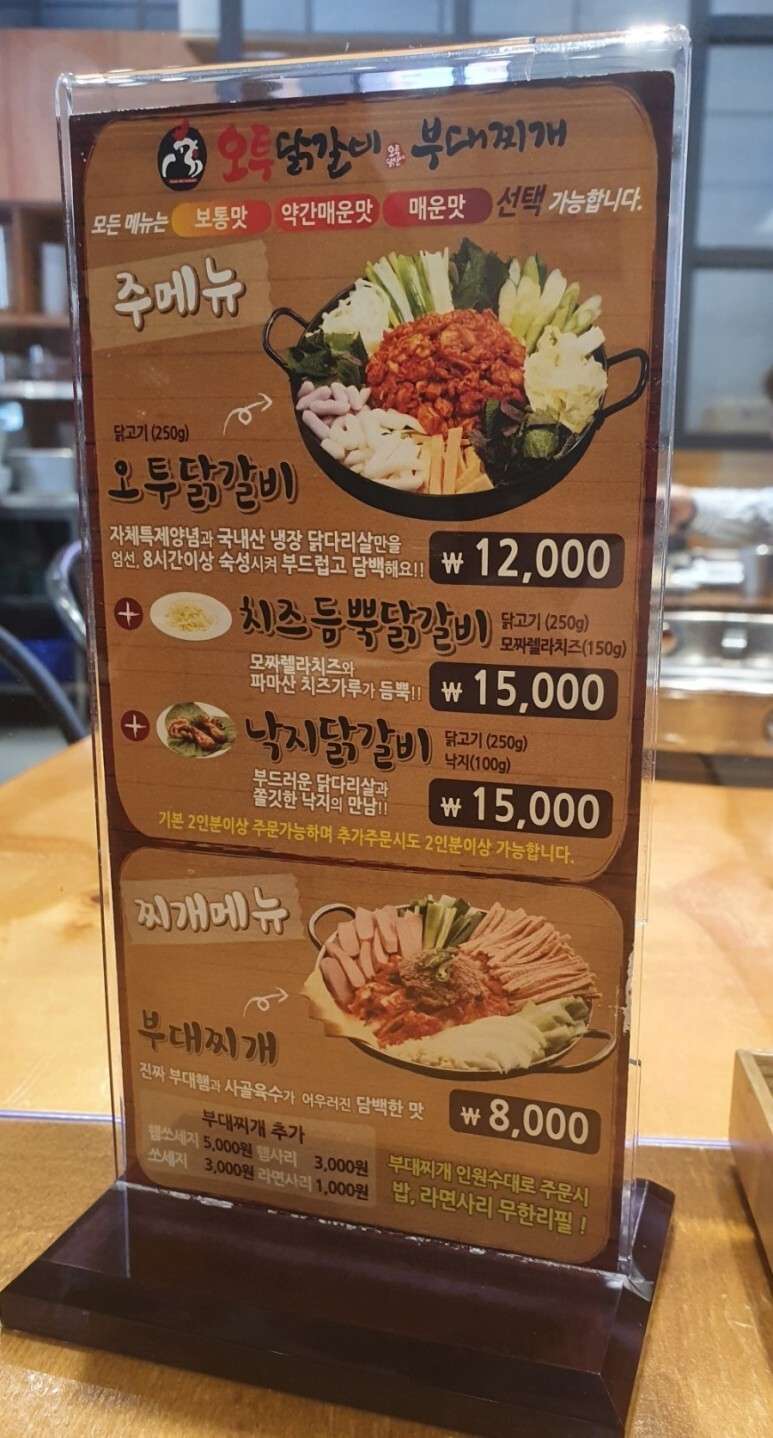 오투닭갈비 오투닭갈비 부대찌개
모든 메뉴는 보통맛 약간매운맛 매운맛 선택 가능합니다.
주메뉴
닭고기 (250g)
오투닭갈비
자체특제양념과 국내산 냉장 닭다리살만을
엄선, 8시간이상 숙성시켜 부드럽고 담백해요!!
₩ 12,000
치즈듬뿍닭갈비
닭고기 (250g)
모짜렐라치즈(150g)
모짜렐라치즈와
파마산 치즈가루가 듬뿍!!
₩ 15,000
낙지닭갈비
닭고기 (250g)
낙지(100g)
부드러운 닭다리살과
쫄깃한 낙지의 만남!!
₩ 15,000
기본 2인분이상 주문가능하며 추가주문시도 2인분이상 가능합니다.
찌개메뉴
부대찌개
진짜 부대햄과 사골육수가 어우러진 담백한 맛
₩ 8,000
부대찌개 추가
햄쏘세지 5,000원 햄사리 3,000원
쏘세지 3,000원 라면사리 1,000원
부대찌개 인원수대로 주문시
밥, 라면사리 무한리필 !